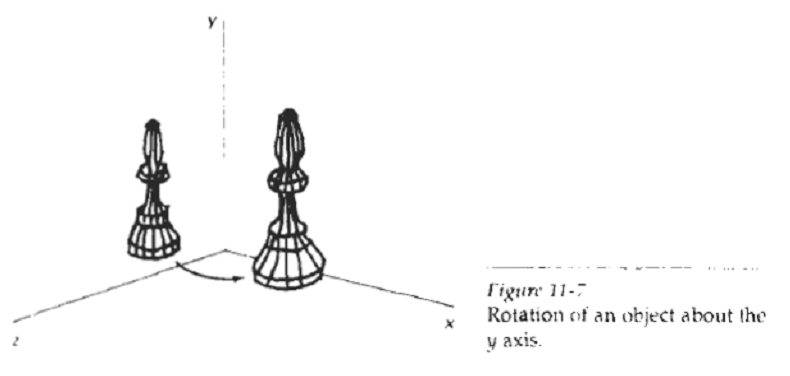 y
x
z
Figure 11-7
Rotation of an object about the
y axis.